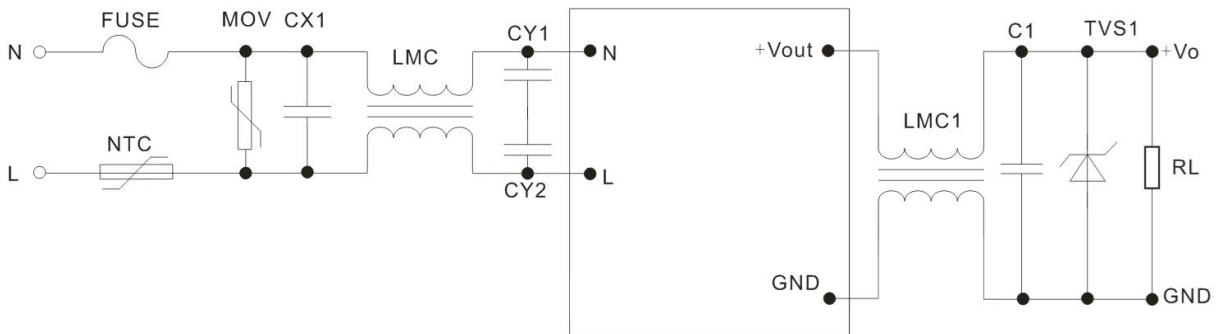 FUSE
MOV
CX1
LMC
CY1
N
N
+Vout
C1
TVS1
+Vo
LMC1
NTC
L
CY2
L
RL
GND
GND